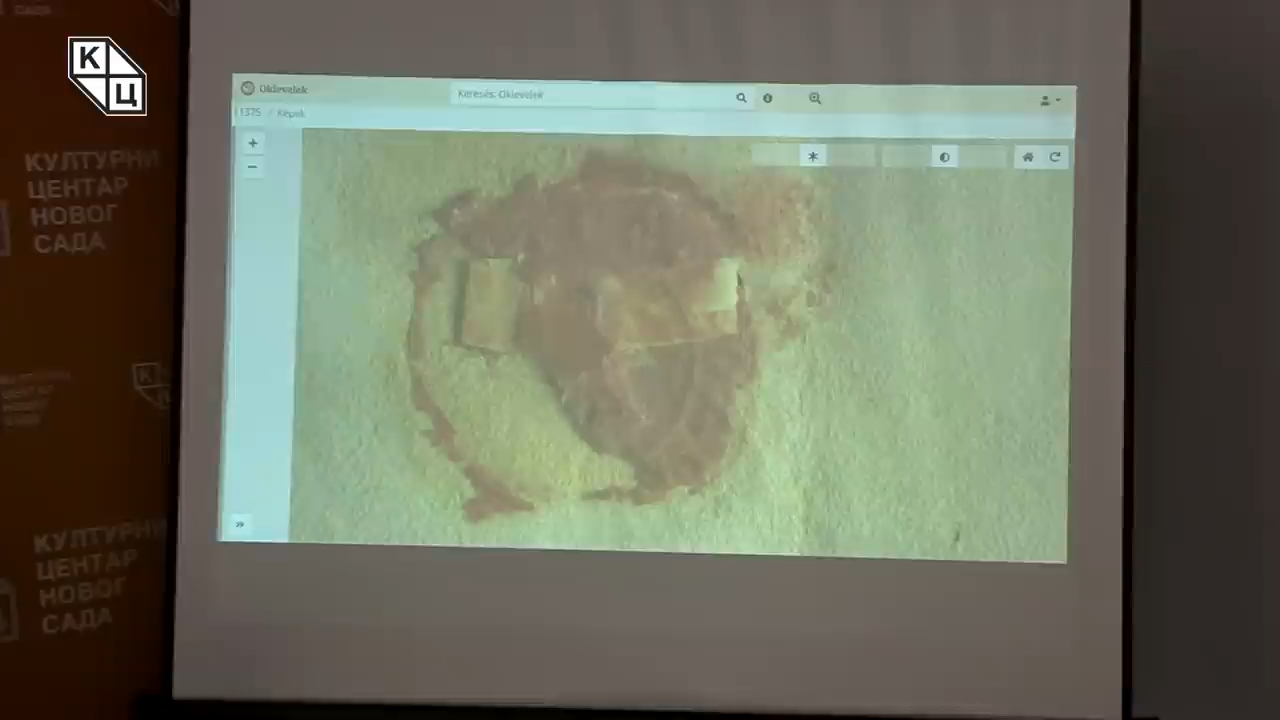 К
Ц
КУЛТУРНИ
ЦЕНТАР
НОВОГ
САДА
Oklevelek
Keresés: Oklevelek
1375 / Képek
К
КУЛТУРНИ
ЦЕНТАР
НОВОГ
САДА